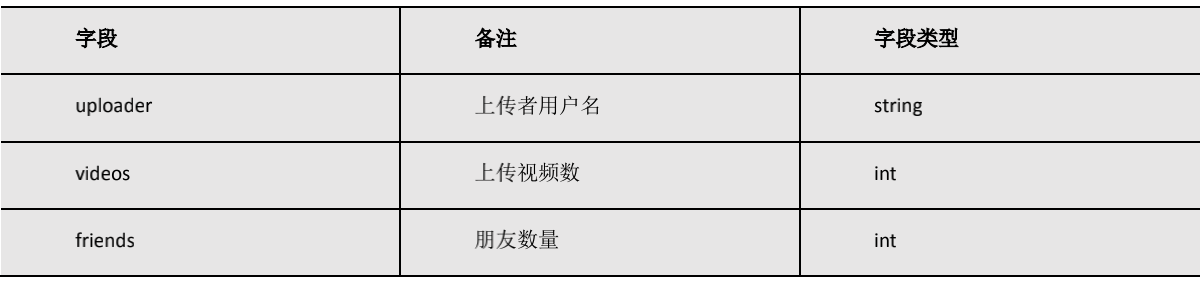 字段 备注 字段类型
uploader 上传者用户名 string
videos 上传视频数 int
friends 朋友数量 int